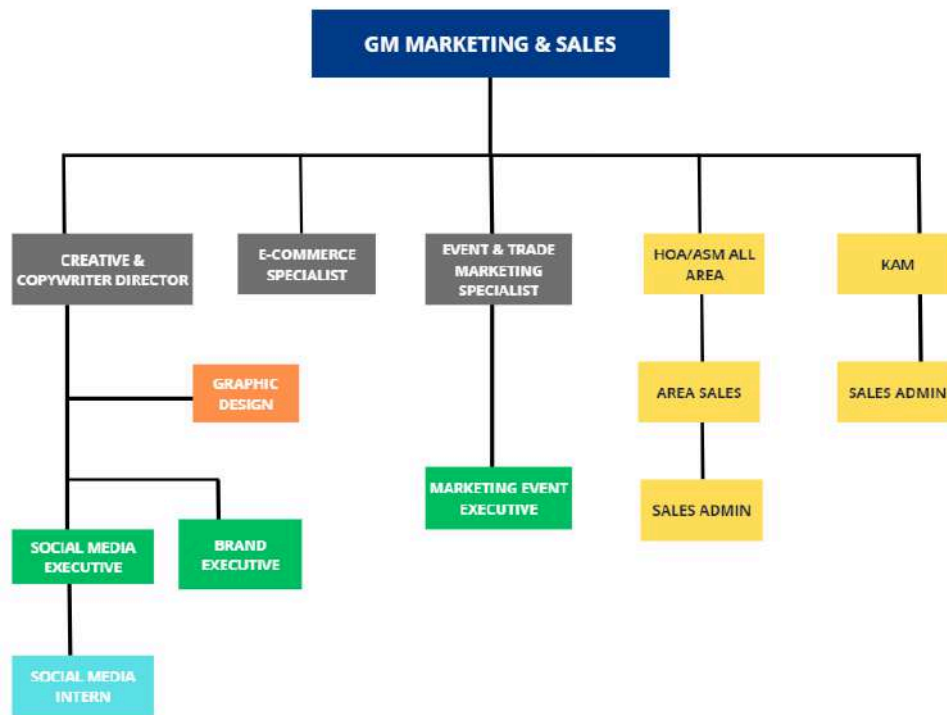 GM MARKETING & SALES
CREATIVE &
COPYWRITER DIRECTOR
E-COMMERCE
SPECIALIST
EVENT & TRADE
MARKETING
SPECIALIST
HOA/ASM ALL
AREA
KAM
GRAPHIC
DESIGN
AREA SALES
SALES ADMIN
MARKETING EVENT
EXECUTIVE
SALES ADMIN
SOCIAL MEDIA
EXECUTIVE
BRAND
EXECUTIVE
SOCIAL MEDIA
INTERN